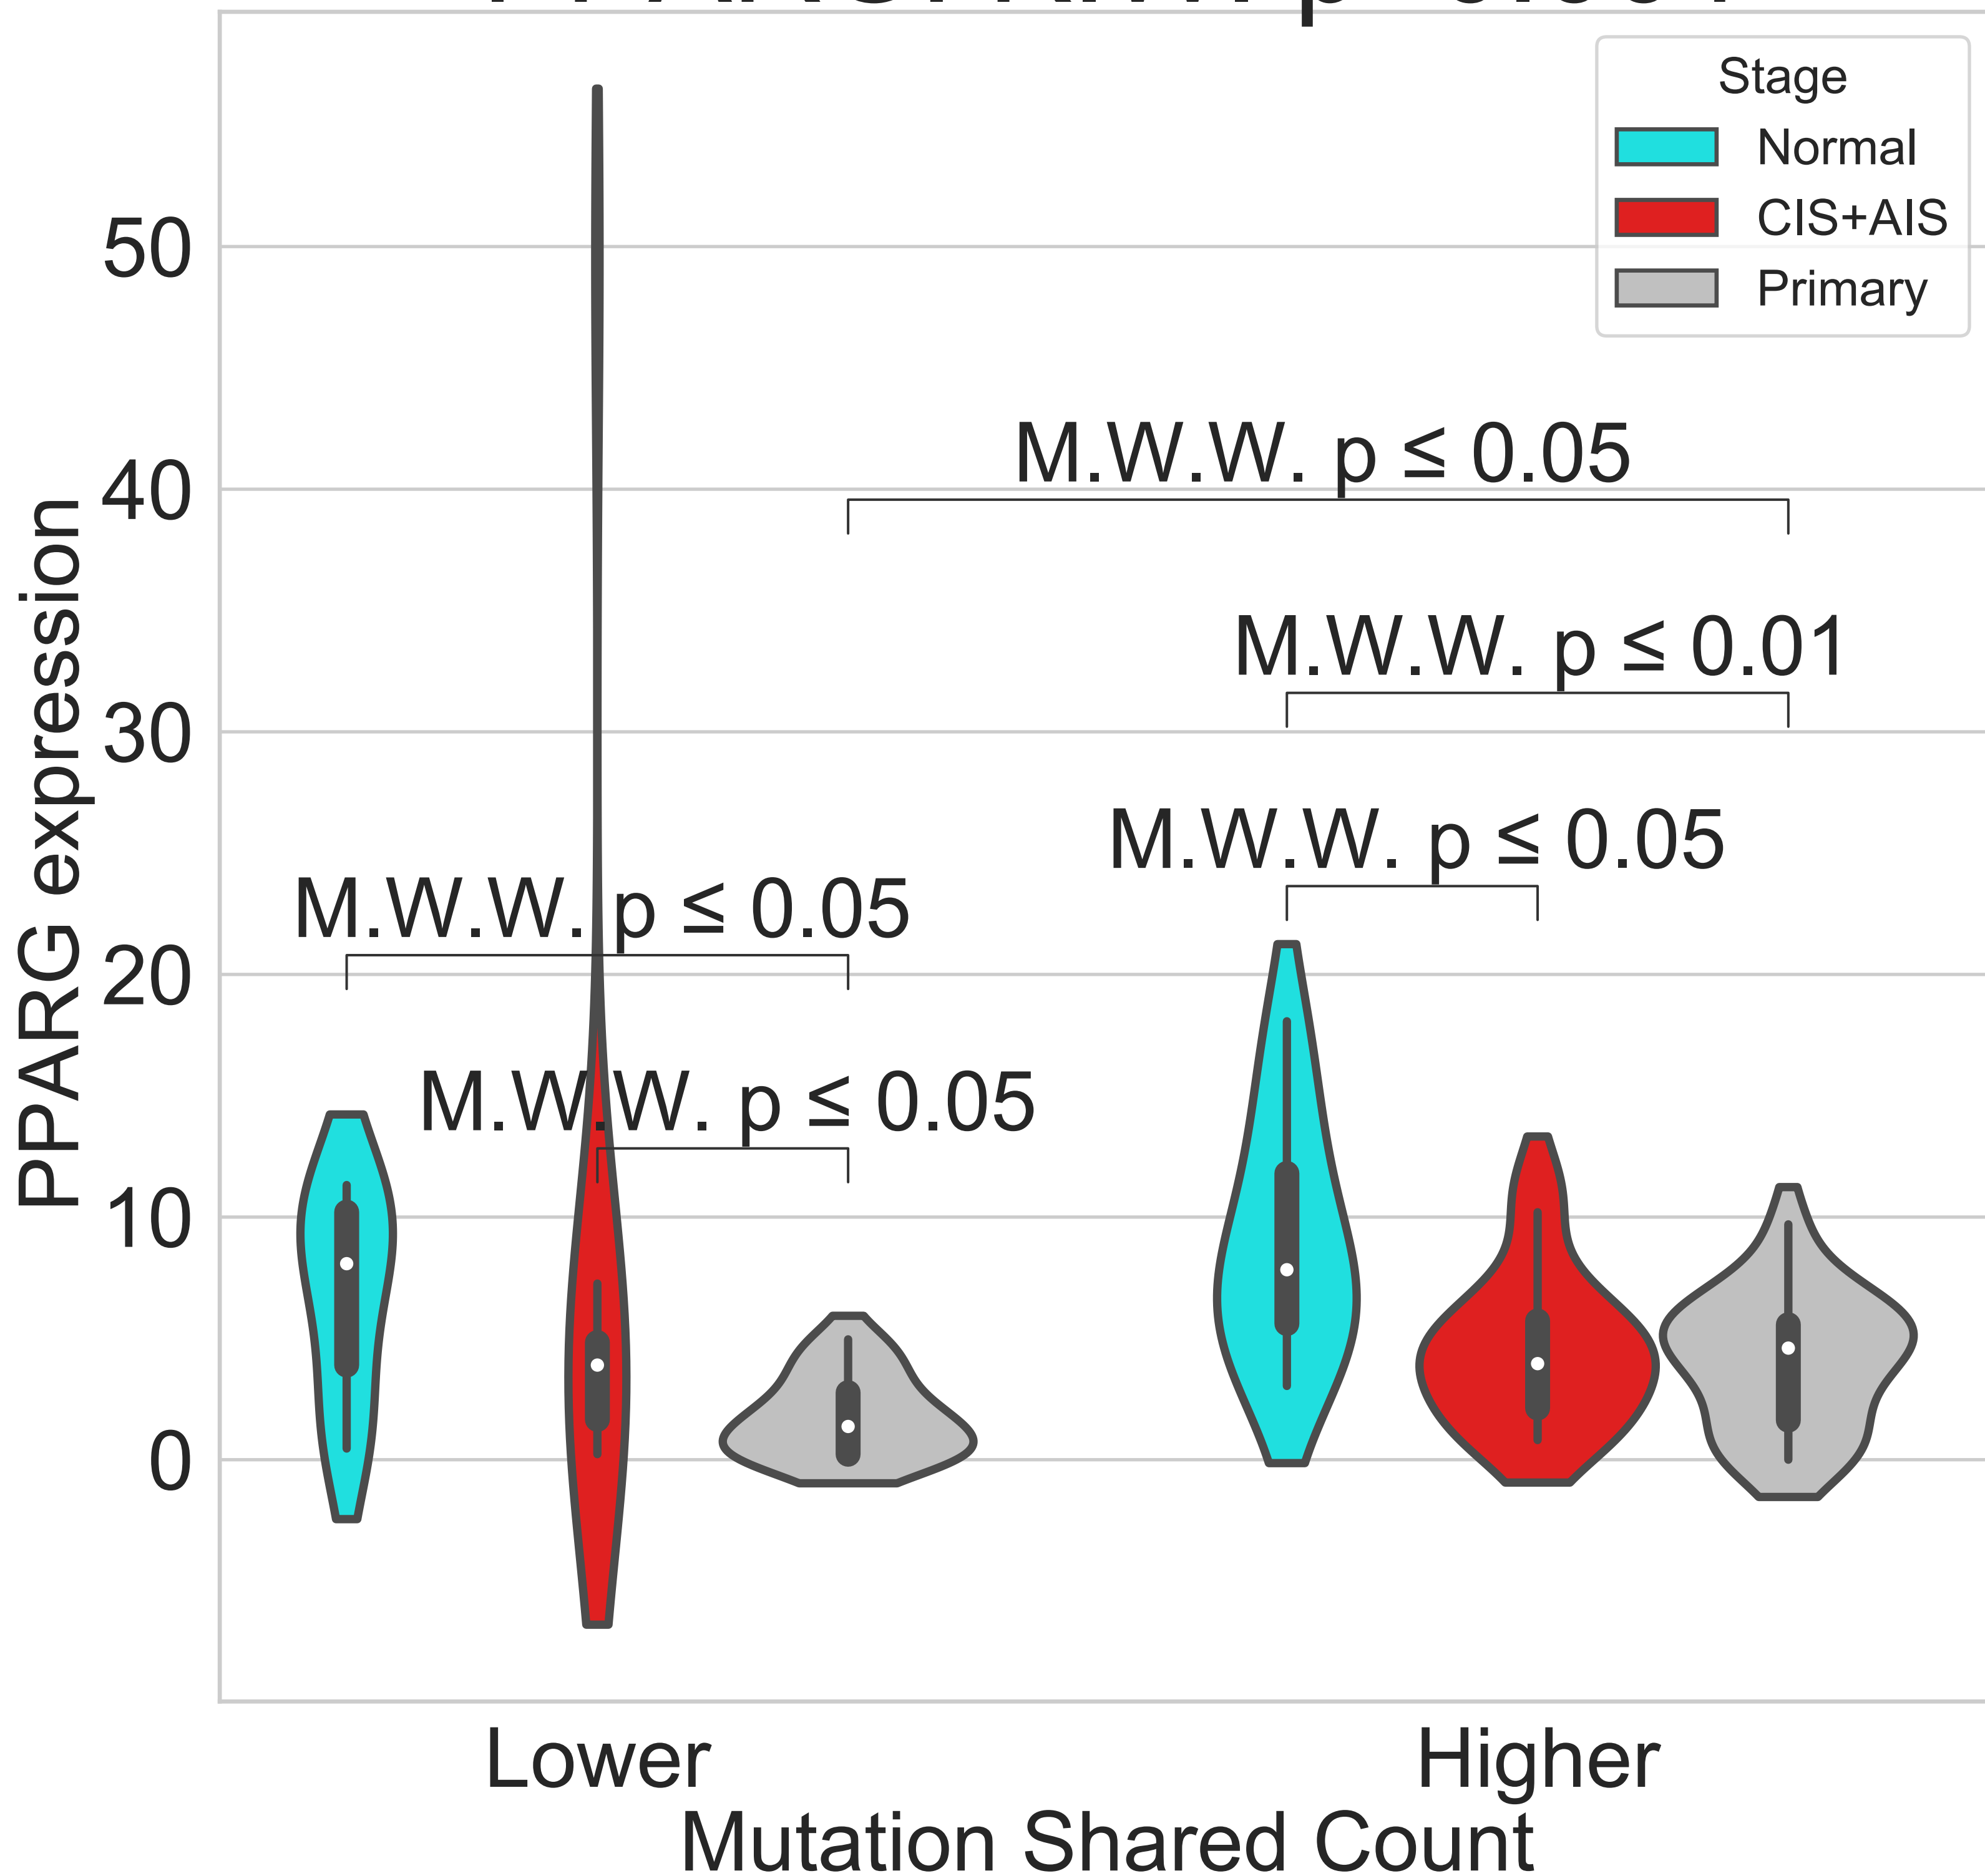 Stage
Normal
CIS+AIS
Primary
50
40
30
20
10
0
PPARG expression
M.W.W. p ≤ 0.05
M.W.W. p ≤ 0.01
M.W.W. p ≤ 0.05
M.W.W. p ≤ 0.05
M.W.W. p ≤ 0.05
Lower
Higher
Mutation Shared Count